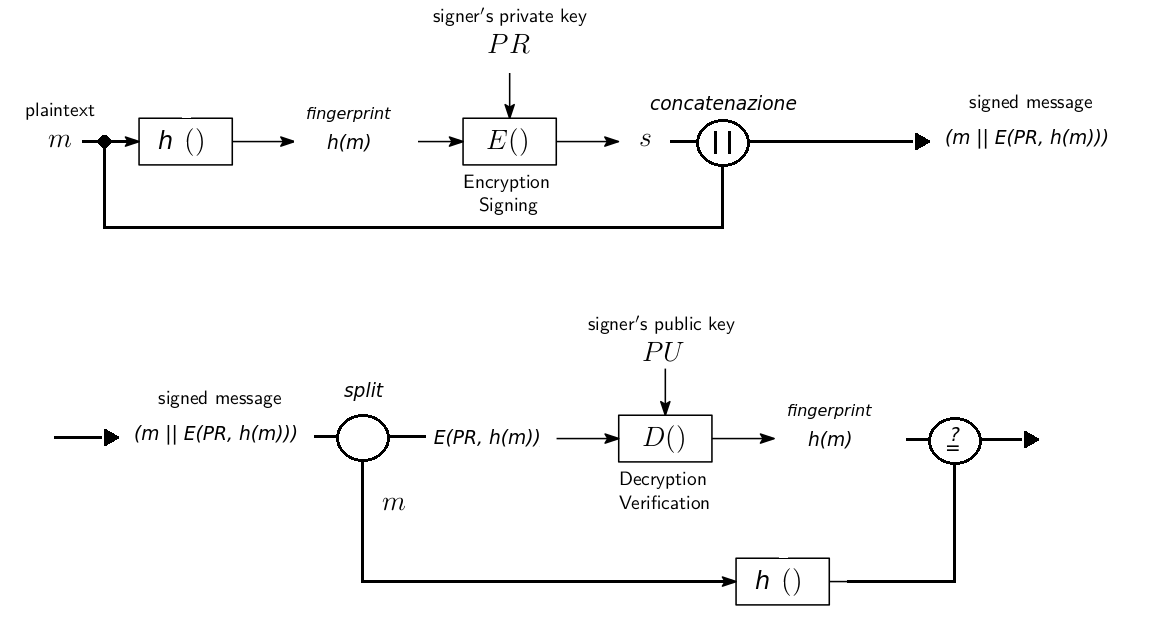 signer's private key
PR
plaintext
m
h ()
fingerprint
h(m)
E()
Encryption
Signing
s
concatenazione
||
signed message
(m || E(PR, h(m)))
signer's public key
PU
signed message
(m || E(PR, h(m)))
split
E(PR, h(m))
m
D()
Decryption
Verification
fingerprint
h(m)
?
=
h ()